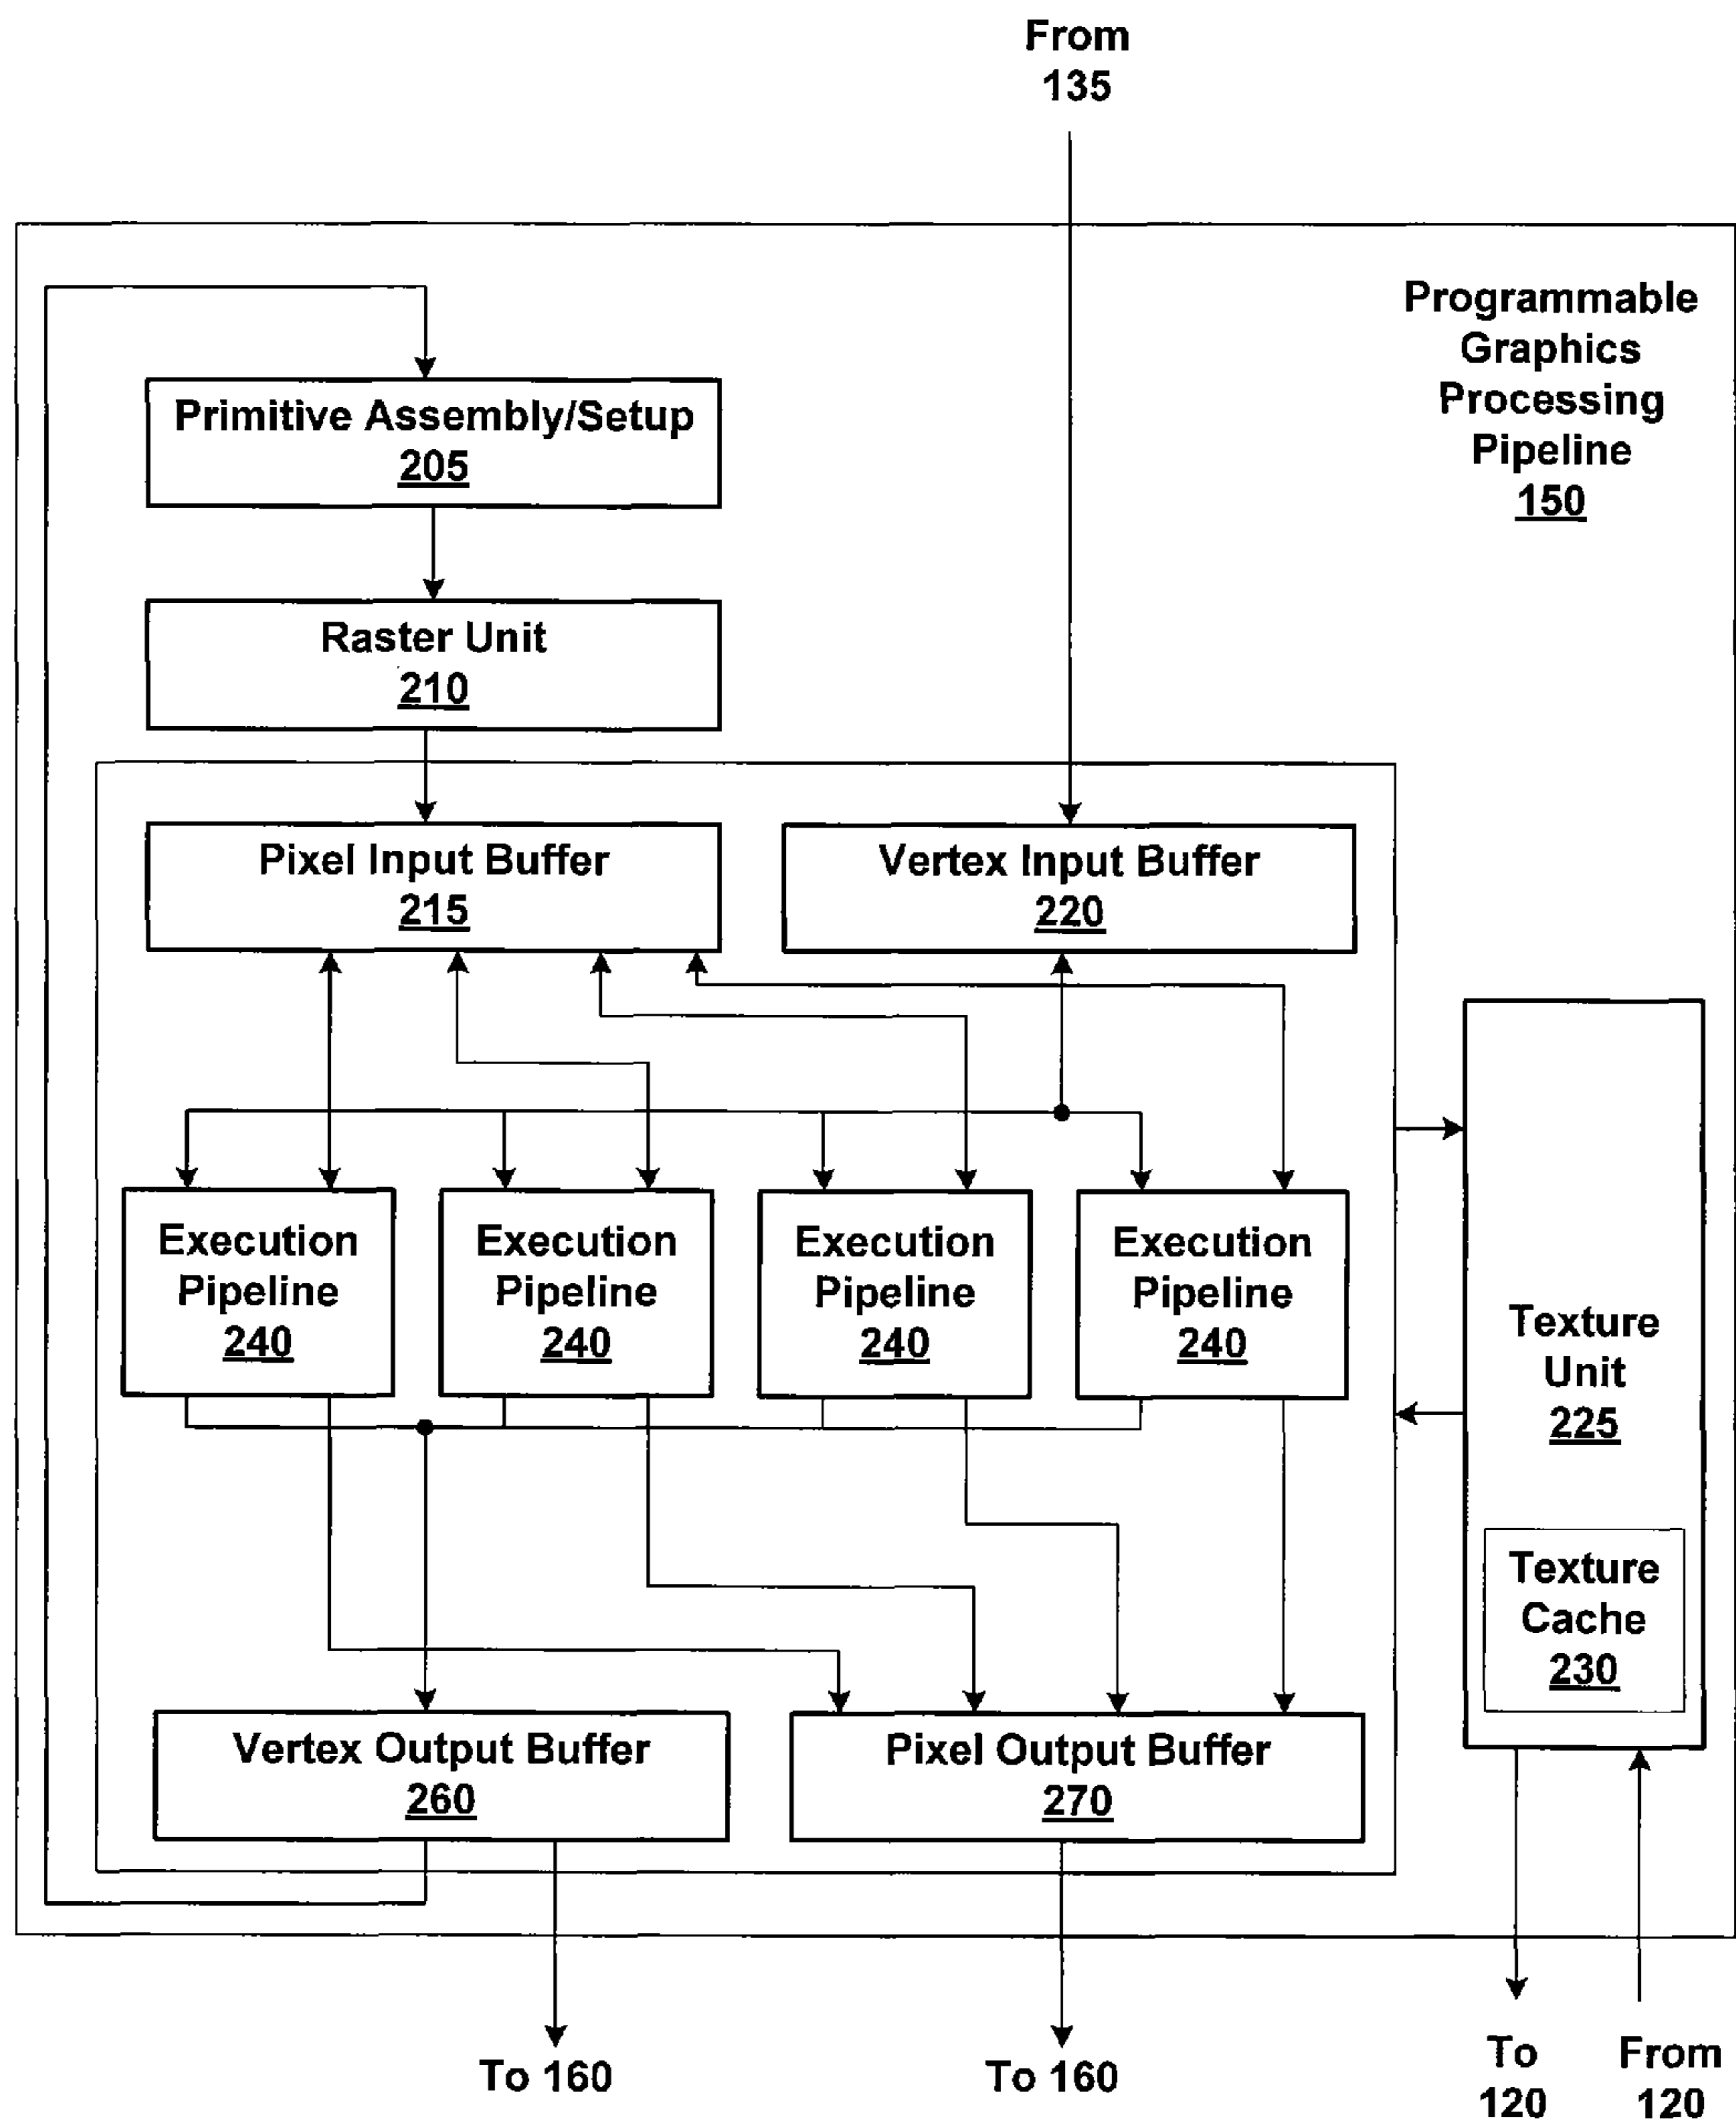 From
135
Programmable
Graphics
Processing
Pipeline
150
Primitive Assembly/Setup
205
Raster Unit
210
Pixel Input Buffer
215
Vertex Input Buffer
220
Execution
Pipeline
240
Execution
Pipeline
240
Execution
Pipeline
240
Execution
Pipeline
240
Texture
Unit
225
Texture
Cache
230
Vertex Output Buffer
260
Pixel Output Buffer
270
To 160
To 160
To
120
From
120